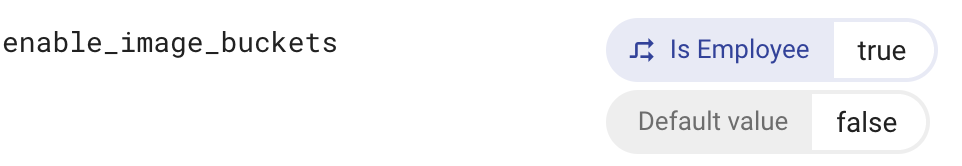 enable_image_buckets
Is Employee true
Default value false